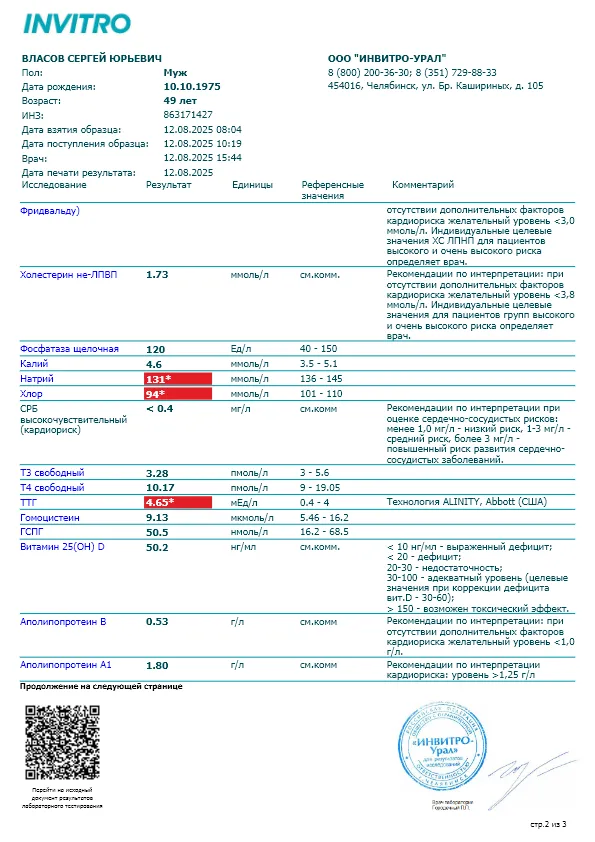 INVITRO
ВЛАСОВ СЕРГЕЙ ЮРЬЕВИЧ
Пол: Муж
Дата рождения: 10.10.1975
Возраст: 49 лет
ИНЗ: 863171427
Дата взятия образца: 12.08.2025 08:04
Дата поступления образца: 12.08.2025 10:19
Врач: 12.08.2025 15:44
Дата печати результата: 12.08.2025
ООО "ИНВИТРО-УРАЛ"
8 (800) 200-36-30; 8 (351) 729-88-33
454016, Челябинск, ул. Бр. Кашириных, д. 105
Исследование Результат Единицы Референсные значения Комментарий
Фридвальду)
отсутствии дополнительных факторов
кардиориска желательный уровень <3,0
ммоль/л. Индивидуальные целевые
значения ХС ЛПНП для пациентов
высокого и очень высокого риска
определяет врач.
Холестерин не-ЛПВП 1.73 ммоль/л см.комм. Рекомендации по интерпретации: при
отсутствии дополнительных факторов
кардиориска желательный уровень <3,8
ммоль/л. Индивидуальные целевые
значения для пациентов групп высокого
и очень высокого риска определяет
врач.
Фосфатаза щелочная 120 Ед/л 40 - 150
Калий 4.6 ммоль/л 3.5 - 5.1
Натрий 131* ммоль/л 136 - 145
Хлор 94* ммоль/л 101 - 110
СРБ 
высокочувствительный
(кардиориск)
< 0.4 мг/л см.комм Рекомендации по интерпретации при
оценке сердечно-сосудистых рисков:
менее 1,0 мг/л - низкий риск, 1-3 мг/л -
средний риск, более 3 мг/л -
повышенный риск развития сердечно-
сосудистых заболеваний.
Т3 свободный 3.28 пмоль/л 3 - 5.6
Т4 свободный 10.17 пмоль/л 9 - 19.05
ТТГ 4.65* мЕд/л 0.4 - 4 Технология ALINITY, Abbott (США)
Гомоцистеин 9.13 мкмоль/л 5.46 - 16.2
ГСПГ 50.5 нмоль/л 16.2 - 68.5
Витамин 25(OH) D 50.2 нг/мл см.комм. < 10 нг/мл - выраженный дефицит;
< 20 - дефицит;
20-30 - недостаточность;
30-100 - адекватный уровень (целевые
значения при коррекции дефицита
вит.D - 30-60);
> 150 - возможен токсический эффект.
Аполипопротеин B 0.53 г/л см.комм Рекомендации по интерпретации: при
отсутствии дополнительных факторов
кардиориска желательный уровень <1,0
г/л.
Аполипопротеин A1 1.80 г/л см.комм Рекомендации по интерпретации
кардиориска: уровень >1,25 г/л
Продолжение на следующей странице
Перейти на исходный
документ результатов
лабораторного тестирования
«ИНВИТРО-
Урал»
для результатов
исследований
ОТВЕТСТВЕННОСТЬЮ
ЧЕЛЯБИНСК
Врач лаборатории
Городечный П.П.
стр.2 из 3